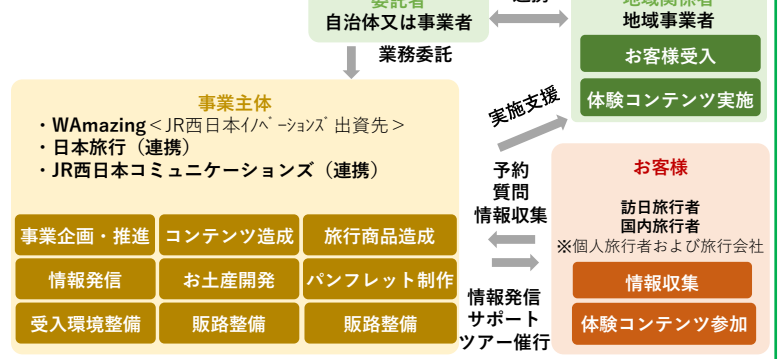 委託者
自治体又は事業者
連携
地域関係者
地域事業者
お客様受入
体験コンテンツ実施
業務委託
事業主体
・WAmazing＜JR西日本ｲﾉﾍﾞｰｼｮﾝｽﾞ出資先＞
・日本旅行（連携）
・JR西日本コミュニケーションズ（連携）
事業企画・推進
コンテンツ造成
旅行商品造成
情報発信
お土産開発
パンフレット制作
受入環境整備
販路整備
販路整備
実施支援
予約
質問
情報収集
情報発信
サポート
ツアー催行
お客様
訪日旅行者
国内旅行者
※個人旅行者および旅行会社
情報収集
体験コンテンツ参加